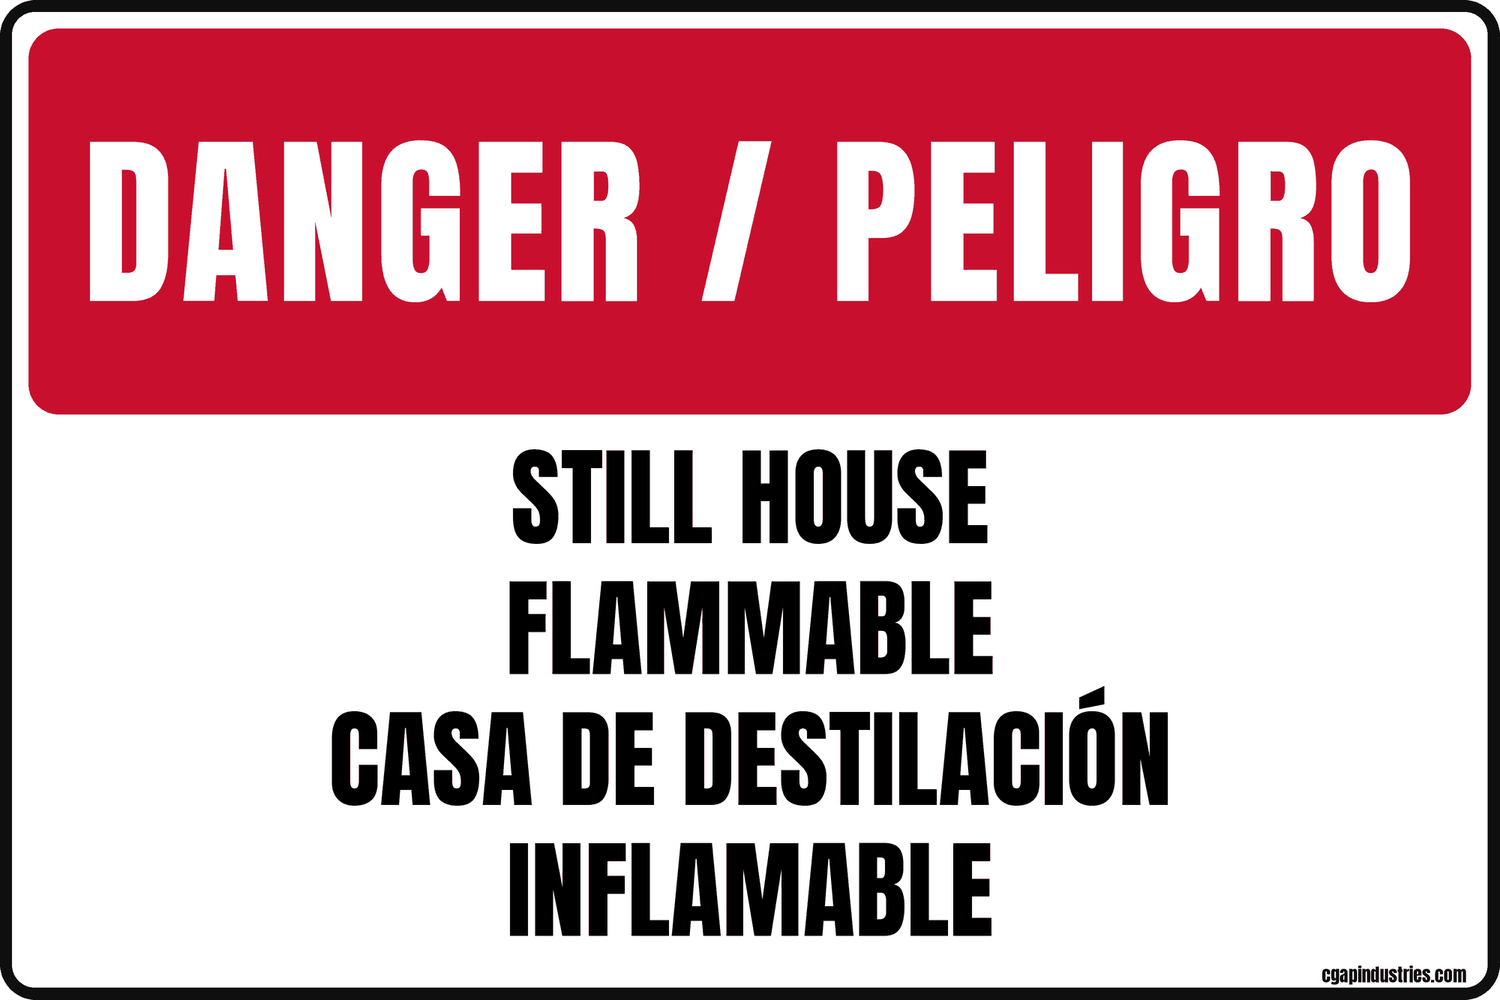 DANGER / PELIGRO
STILL HOUSE
FLAMMABLE
CASA DE DESTILACIÓN
INFLAMABLE
cgapindustries.com